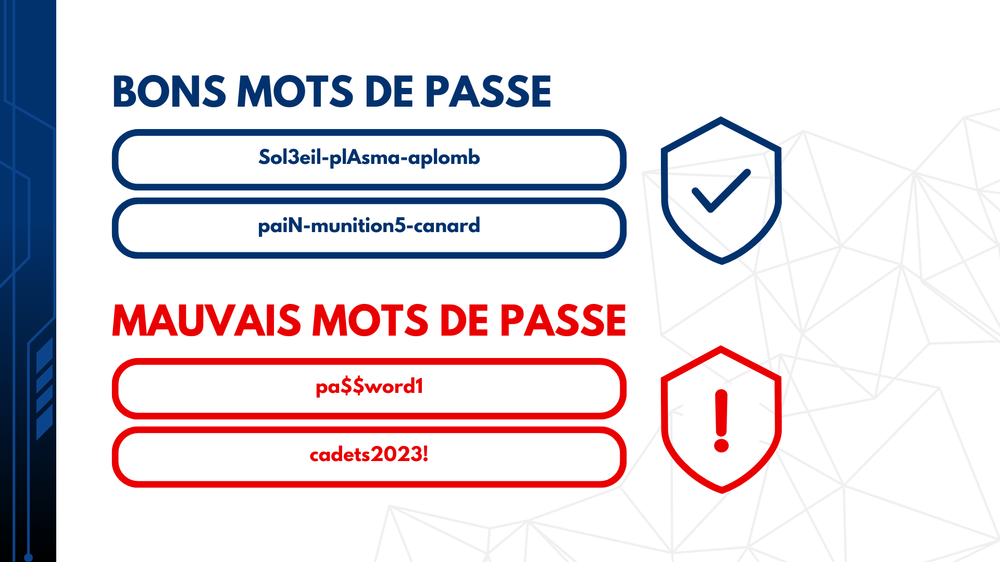 BONS MOTS DE PASSE
Sol3eil-plAsma-aplomb
paiN-munition5-canard
MAUVAIS MOTS DE PASSE
pa$$word1
cadets2023!